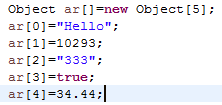 Object ar[]=new Object[5];
ar[0]="Hello";
ar[1]=10293;
ar[2]="333";
ar[3]=true;
ar[4]=34.44;